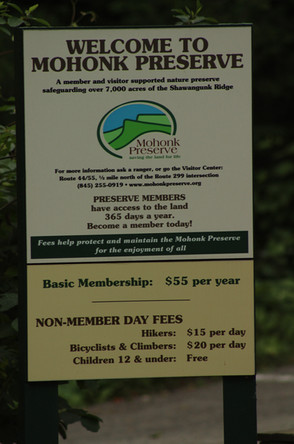 WELCOME TO
MOHONK PRESERVE
A member and visitor supported nature preserve
safeguarding over 7,000 acres of the Shawangunk Ridge
Mohonk
Preserve
saving the land for life
For more information ask a ranger, or go the Visitor Center:
Route 44/55, ½ mile north of the Route 299 intersection
(845) 255-0919 • www.mohonkpreserve.org
PRESERVE MEMBERS
have access to the land
365 days a year.
Become a member today!
Fees help protect and maintain the Mohonk Preserve
for the enjoyment of all
Basic Membership: $55 per year
NON-MEMBER DAY FEES
Hikers: $15 per day
Bicyclists & Climbers: $20 per day
Children 12 & under: Free